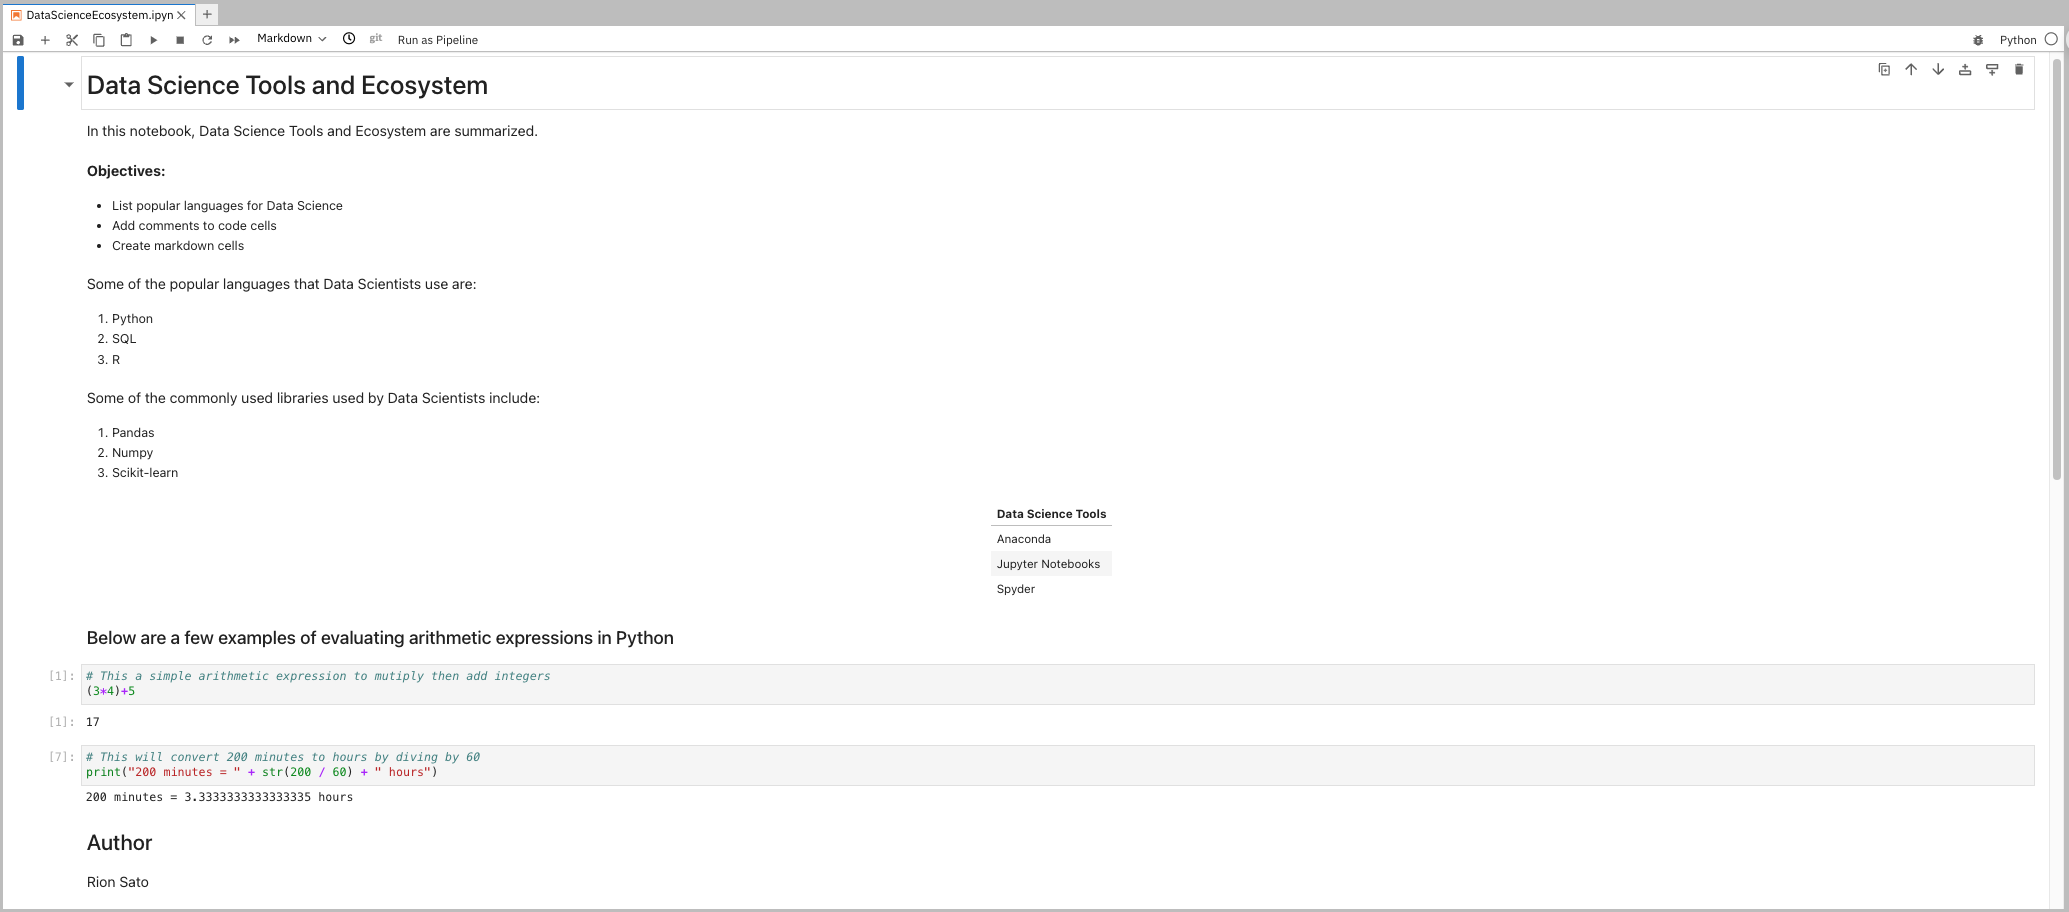 DataScienceEcosystem.ipyn
Markdown git Run as Pipeline Python
Data Science Tools and Ecosystem
In this notebook, Data Science Tools and Ecosystem are summarized.
Objectives:
• List popular languages for Data Science
• Add comments to code cells
• Create markdown cells
Some of the popular languages that Data Scientists use are:
1. Python
2. SQL
3. R
Some of the commonly used libraries used by Data Scientists include:
1. Pandas
2. Numpy
3. Scikit-learn
Data Science Tools
Anaconda
Jupyter Notebooks
Spyder
Below are a few examples of evaluating arithmetic expressions in Python
[1]: # This a simple arithmetic expression to mutiply then add integers
(3*4)+5
[1]: 17
[7]: # This will convert 200 minutes to hours by diving by 60
print("200 minutes = " + str(200 / 60) + " hours")
200 minutes = 3.3333333333333335 hours
Author
Rion Sato